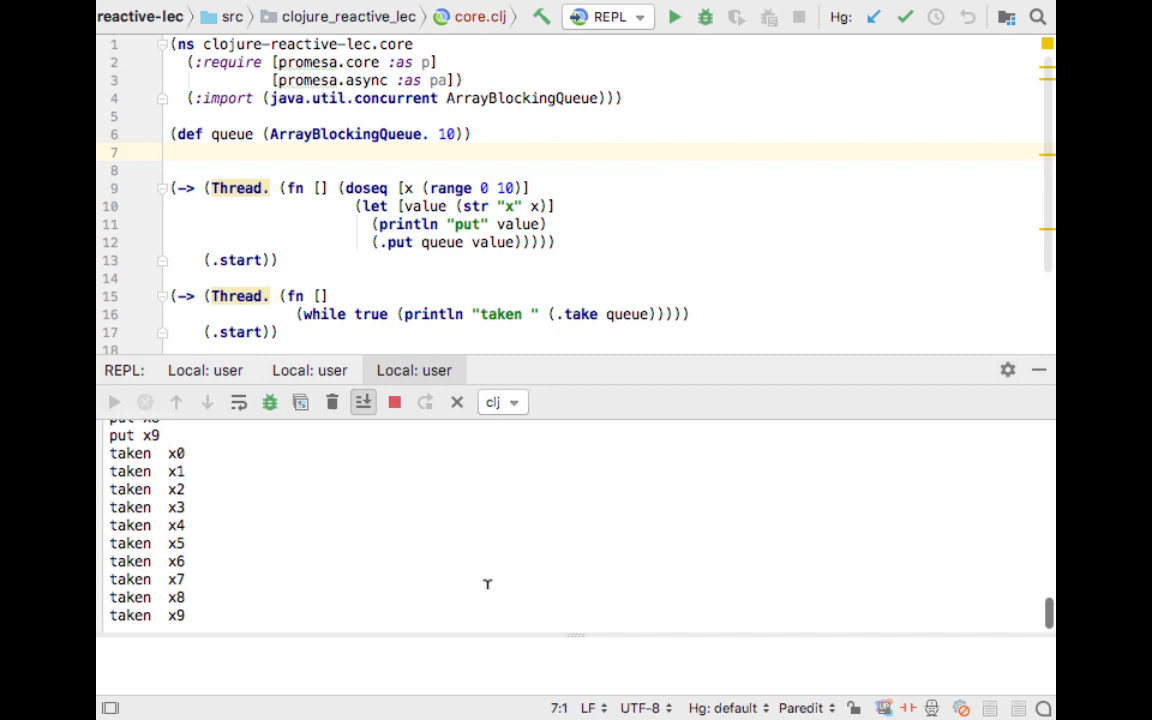 reactive-lec src clojure_reactive_lec core.clj REPL Hg:
1 (ns clojure-reactive-lec.core
2 (:require [promesa.core :as p]
3 [promesa.async :as pa])
4 (:import (java.util.concurrent ArrayBlockingQueue)))
5
6 (def queue (ArrayBlockingQueue. 10))
7
8
9 (-> (Thread. (fn [] (doseq [x (range 0 10)]
10 (let [value (str "x" x)]
11 (println "put" value)
12 (.put queue value)))))
13 (.start))
14
15 (-> (Thread. (fn []
16 (while true (println "taken " (.take queue)))))
17 (.start))
18
REPL: Local: user Local: user Local: user
clj
put x8
put x9
taken  x0
taken  x1
taken  x2
taken  x3
taken  x4
taken  x5
taken  x6
taken  x7
taken  x8
taken  x9
7:1 LF UTF-8 Hg: default Paredit